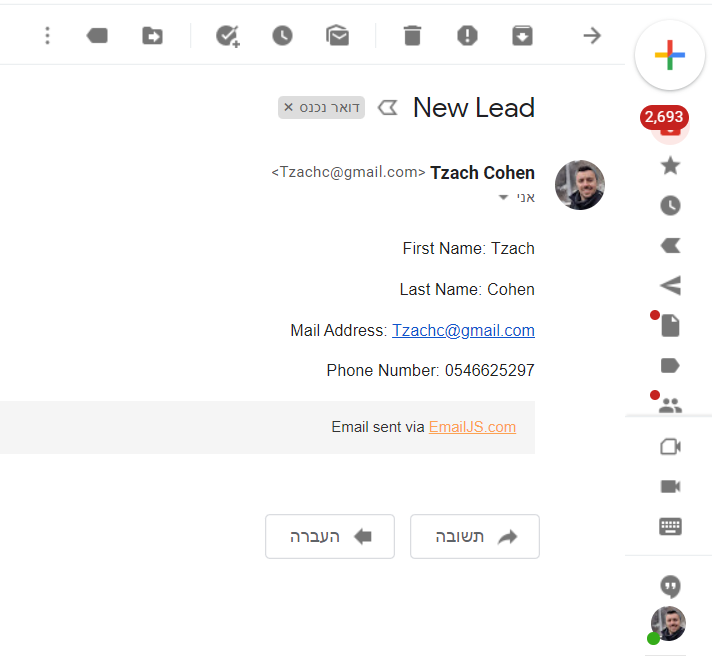 New Lead
דואר נכנס ×
2,693
Tzach Cohen <Tzachc@gmail.com>
אני
First Name: Tzach
Last Name: Cohen
Mail Address: Tzachc@gmail.com
Phone Number: 0546625297
Email sent via EmailJS.com
תשובה
העברה